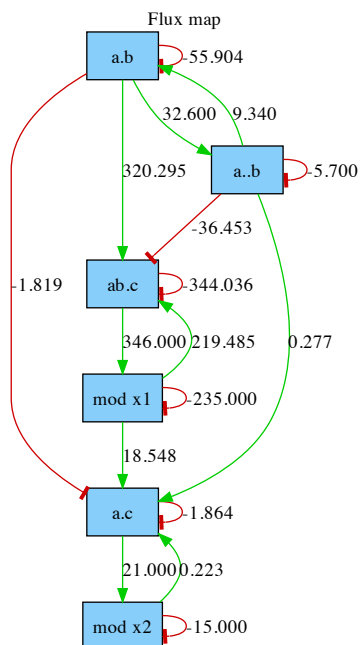 Flux map
a.b
-55.904
32.600
9.340
320.295
a..b
-5.700
-36.453
-1.819
ab.c
-344.036
346.000
219.485
0.277
mod x1
-235.000
18.548
a.c
-1.864
21.000
0.223
mod x2
-15.000